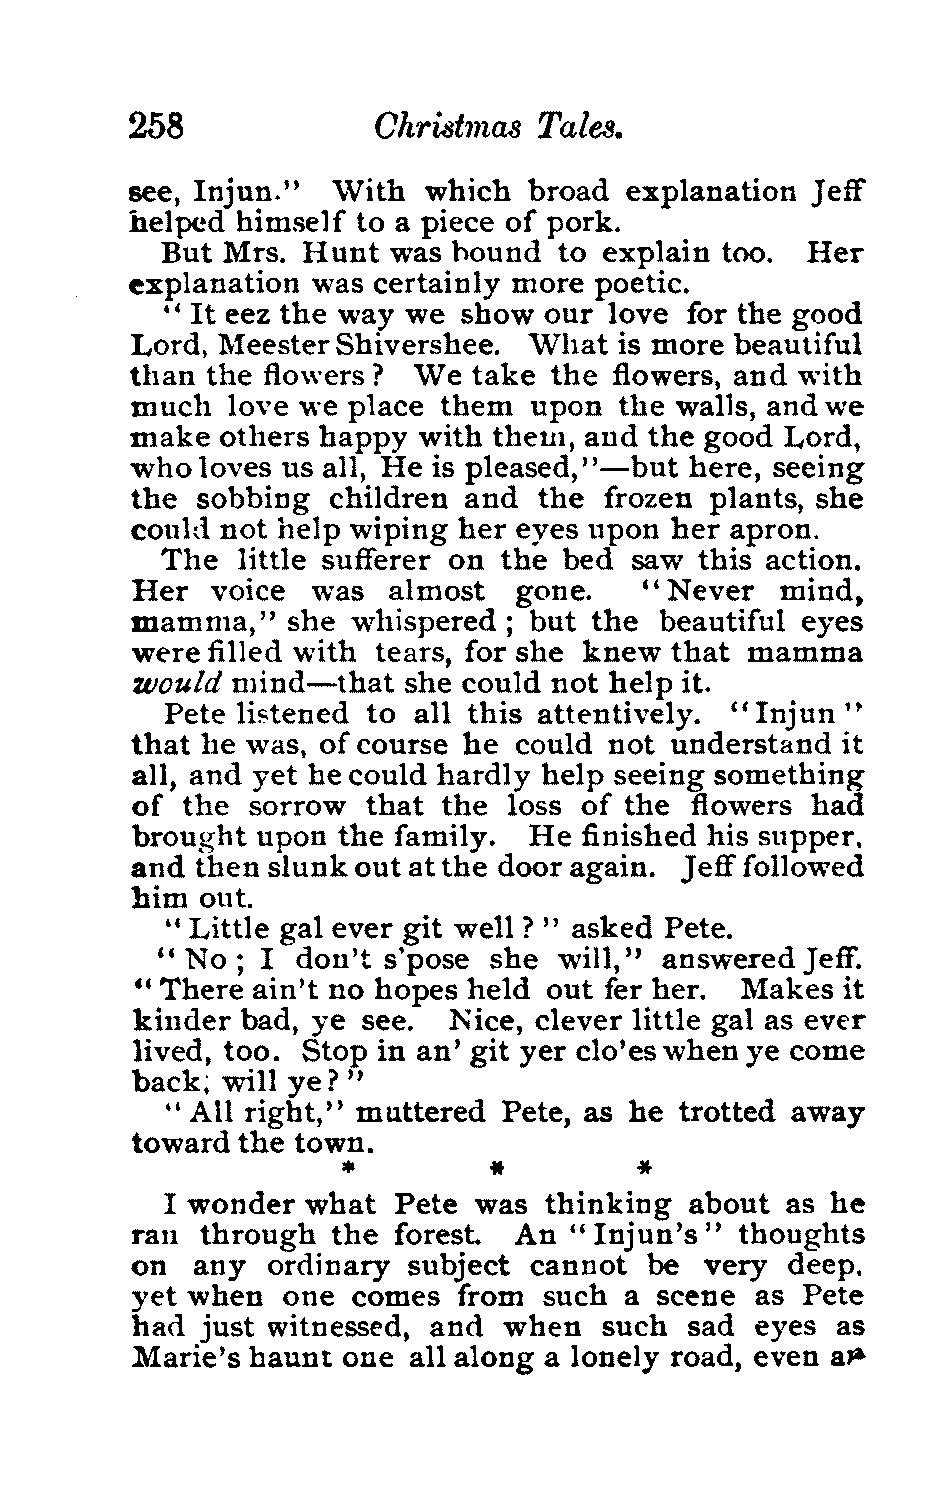 258 Christmas Tales.
see, Injun." With which broad explanation Jeff
helped himself to a piece of pork.
But Mrs. Hunt was bound to explain too. Her
explanation was certainly more poetic.
"It eez the way we show our love for the good
Lord, Meester Shivershee. What is more beautiful
than the flowers? We take the flowers, and with
much love we place them upon the walls, and we
make others happy with them, and the good Lord,
who loves us all, He is pleased,"—but here, seeing
the sobbing children and the frozen plants, she
could not help wiping her eyes upon her apron.
The little sufferer on the bed saw this action.
Her voice was almost gone. "Never mind,
mamma," she whispered; but the beautiful eyes
were filled with tears, for she knew that mamma
would mind—that she could not help it.
Pete listened to all this attentively. "Injun"
that he was, of course he could not understand it
all, and yet he could hardly help seeing something
of the sorrow that the loss of the flowers had
brought upon the family. He finished his supper,
and then slunk out at the door again. Jeff followed
him out.
"Little gal ever git well?" asked Pete.
"No; I don't s'pose she will," answered Jeff.
"There ain't no hopes held out fer her. Makes it
kinder bad, ye see. Nice, clever little gal as ever
lived, too. Stop in an' git yer clo'es when ye come
back, will ye?"
"All right," muttered Pete, as he trotted away
toward the town.
* * *
I wonder what Pete was thinking about as he
ran through the forest. An "Injun's" thoughts
on any ordinary subject cannot be very deep,
yet when one comes from such a scene as Pete
had just witnessed, and when such sad eyes as
Marie's haunt one all along a lonely road, even an